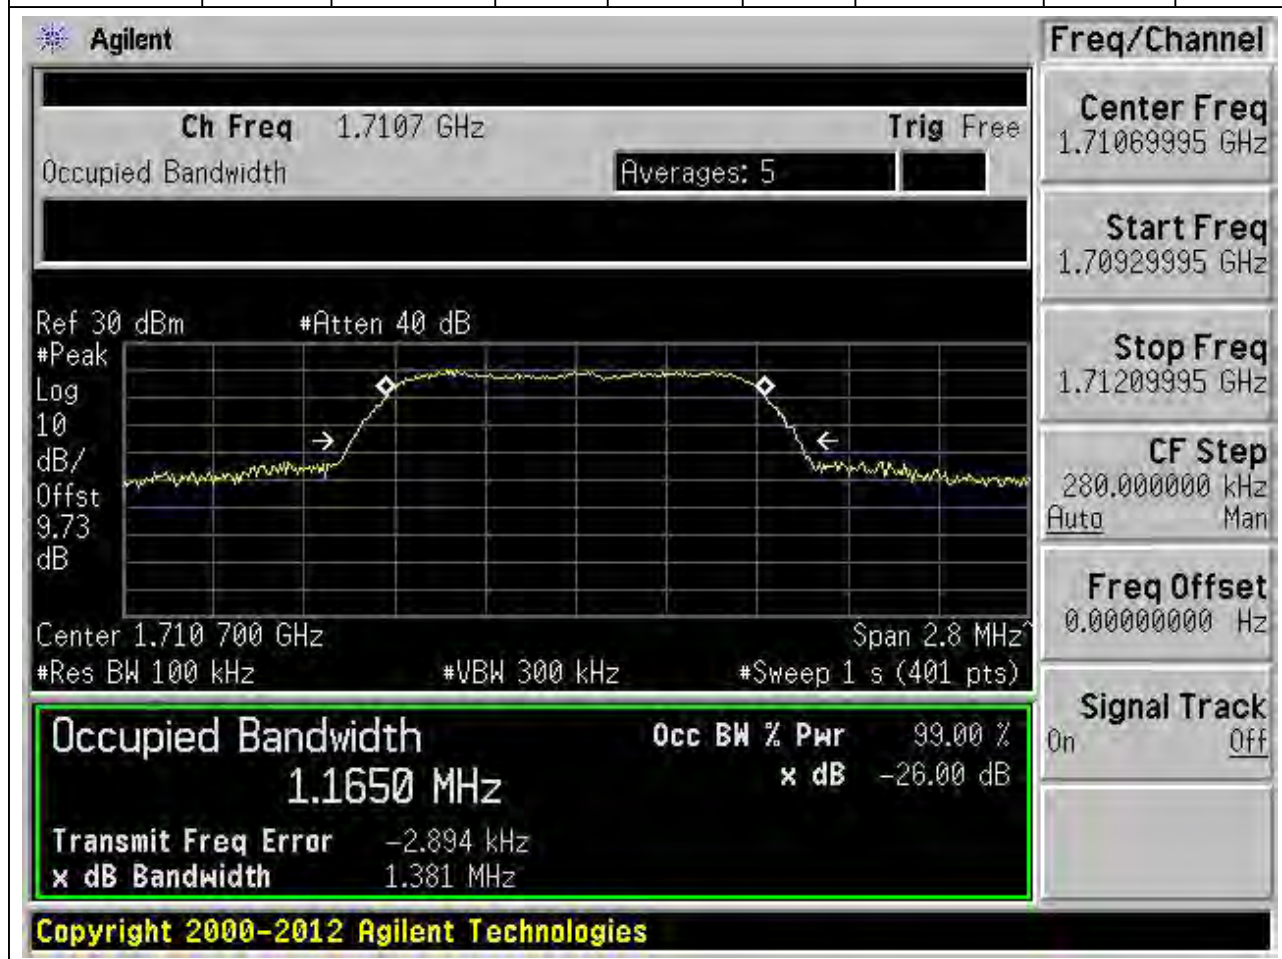 Agilent
Freq/Channel
Ch Freq 1.7107 GHz Trig Free
Occupied Bandwidth Averages: 5
Center Freq
1.71069995 GHz
Start Freq
1.70929995 GHz
Stop Freq
1.71209995 GHz
CF Step
280.000000 kHz
Auto Man
Freq Offset
0.00000000 Hz
Signal Track
On Off
Ref 30 dBm #Atten 40 dB
#Peak
Log
10
dB/
Offst
9.73
dB
Center 1.710 700 GHz Span 2.8 MHz^
#Res BW 100 kHz #VBW 300 kHz #Sweep 1 s (401 pts)
Occupied Bandwidth Occ BW % Pwr 99.00 %
1.1650 MHz x dB -26.00 dB
Transmit Freq Error -2.894 kHz
x dB Bandwidth 1.381 MHz
Copyright 2000-2012 Agilent Technologies